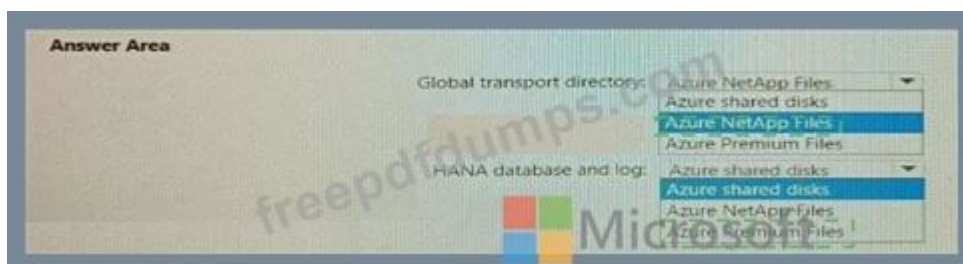 Answer Area
Global transport directory: Azure NetApp Files
Azure shared disks
Azure NetApp Files
Azure Premium Files
HANA database and log: Azure shared disks
Azure shared disks
Azure NetApp Files
Azure Premium Files
freepdfdumps.com
Microsoft